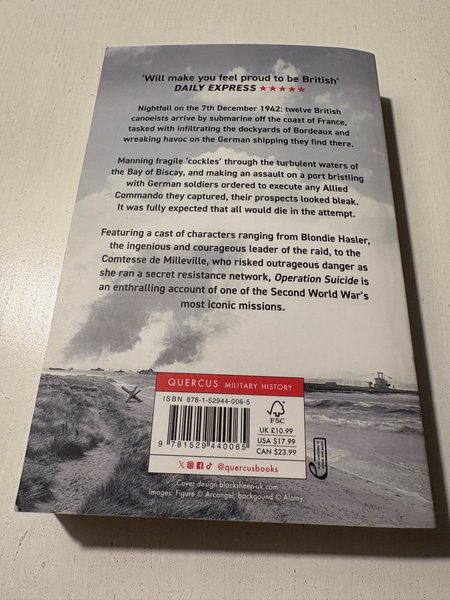 'Will make you feel proud to be British'
DAILY EXPRESS ★★★★★
Nightfall on the 7th December 1942: twelve British
canoeists arrive by submarine off the coast of France,
tasked with infiltrating the dockyards of Bordeaux and
wreaking havoc on the German shipping they find there.
Manning fragile 'cockles' through the turbulent waters of
the Bay of Biscay, and making an assault on a port bristling
with German soldiers ordered to execute any Allied
Commando they captured, their prospects looked bleak.
It was fully expected that all would die in the attempt.
Featuring a cast of characters ranging from Blondie Hasler,
the ingenious and courageous leader of the raid, to the
Comtesse de Milleville, who risked outrageous danger as
she ran a secret resistance network, Operation Suicide is
an enthralling account of one of the Second World War's
most iconic missions.
QUERCUS MILITARY HISTORY
ISBN 978-1-52944-006-5
9 781529 440065
FSC
UK £10.99
USA $17.99
CAN $23.99
@quercusbooks
Cover design blacksheep-uk.com
Images: Figure © Arcangel; backgound © Alamy